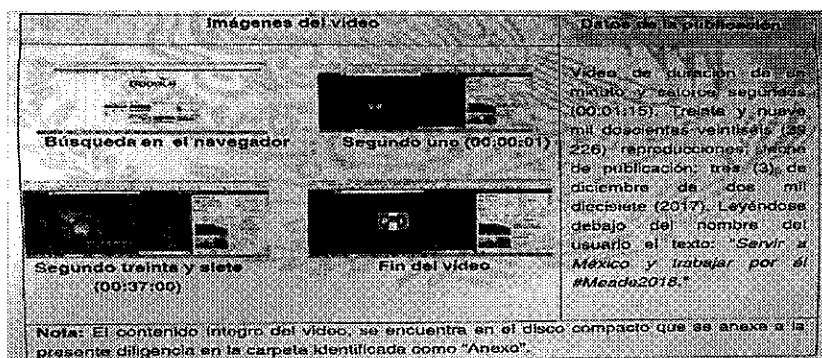 Imágenes del video
Datos de la publicación
Google
Búsqueda en el navegador
Segundo uno (00:00:01)
Segundo treinta y siete
(00:37:00)
Fin del video
Video de duración de un
minuto y catorce segundos
(00:01:15). Treinta y nueve
mil doscientas veintiséis (39
226) reproducciones; fecha
de publicación: tres (3) de
diciembre de dos mil
diecisiete (2017). Leyéndose
debajo del nombre del
usuario el texto: "Servir a
México y trabajar por él
#Meade2018."
Nota: El contenido íntegro del video, se encuentra en el disco compacto que se anexa a la
presente diligencia en la carpeta identificada como "Anexo".